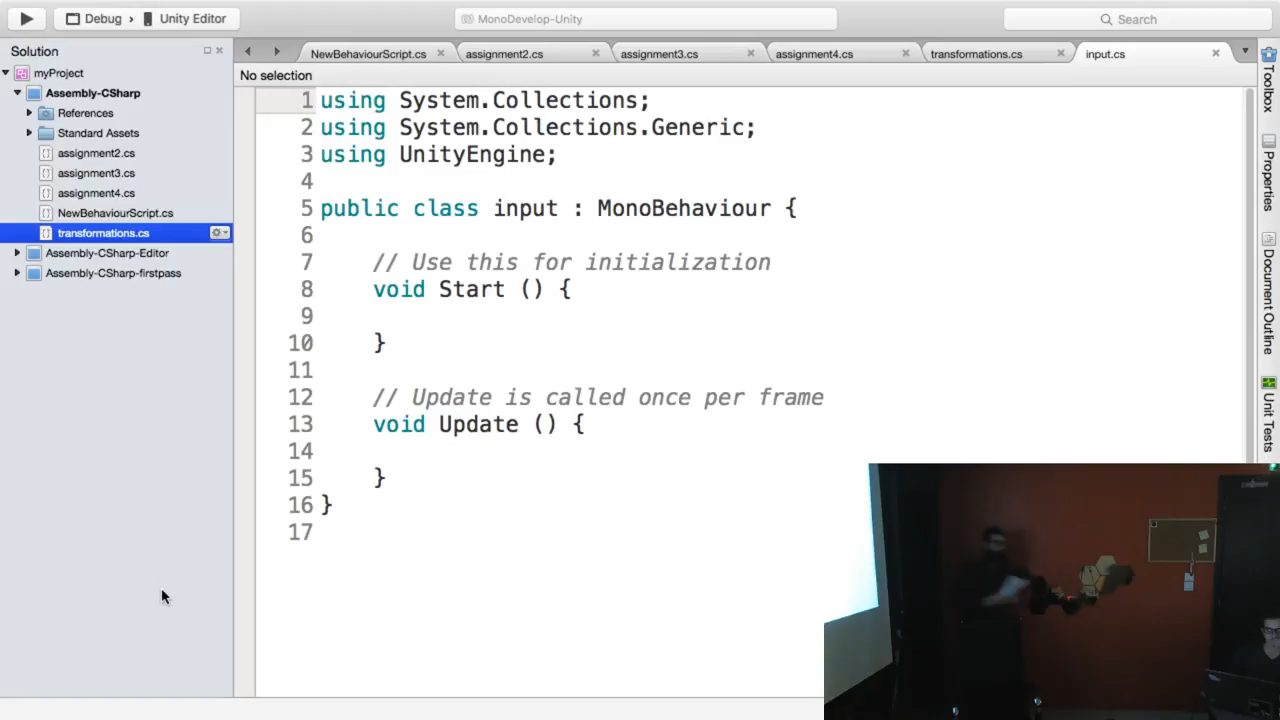 Debug › Unity Editor
MonoDevelop-Unity
Search
Solution
NewBehaviourScript.cs
assignment2.cs
assignment3.cs
assignment4.cs
transformations.cs
input.cs
No selection
myProject
Assembly-CSharp
References
Standard Assets
assignment2.cs
assignment3.cs
assignment4.cs
NewBehaviourScript.cs
transformations.cs
Assembly-CSharp-Editor
Assembly-CSharp-firstpass
1 using System.Collections;
2 using System.Collections.Generic;
3 using UnityEngine;
4
5 public class input : MonoBehaviour {
6
7 // Use this for initialization
8 void Start () {
9
10 }
11
12 // Update is called once per frame
13 void Update () {
14
15 }
16 }
17
Toolbox
Properties
Document Outline
Unit Tests